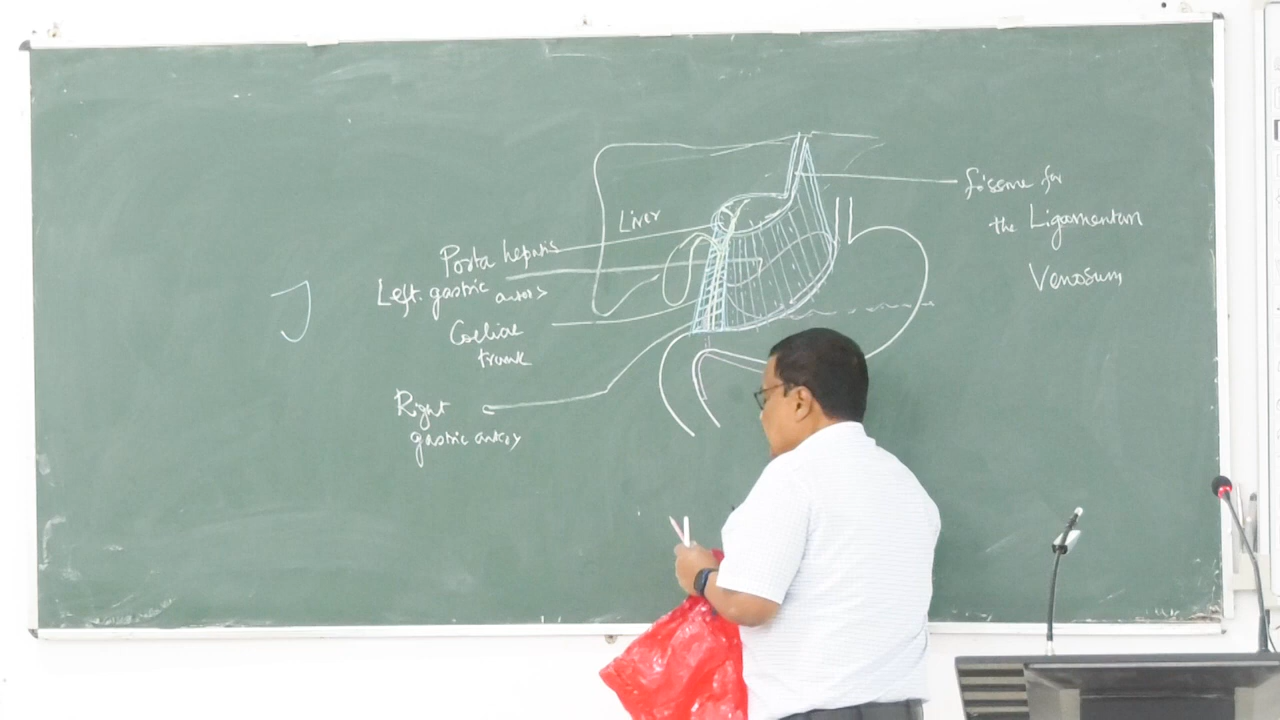 Liver
Porta hepatis
Left gastric
artery
Coeliac
trunk
Right
gastric artery
fissure for
the Ligamentum
Venosum